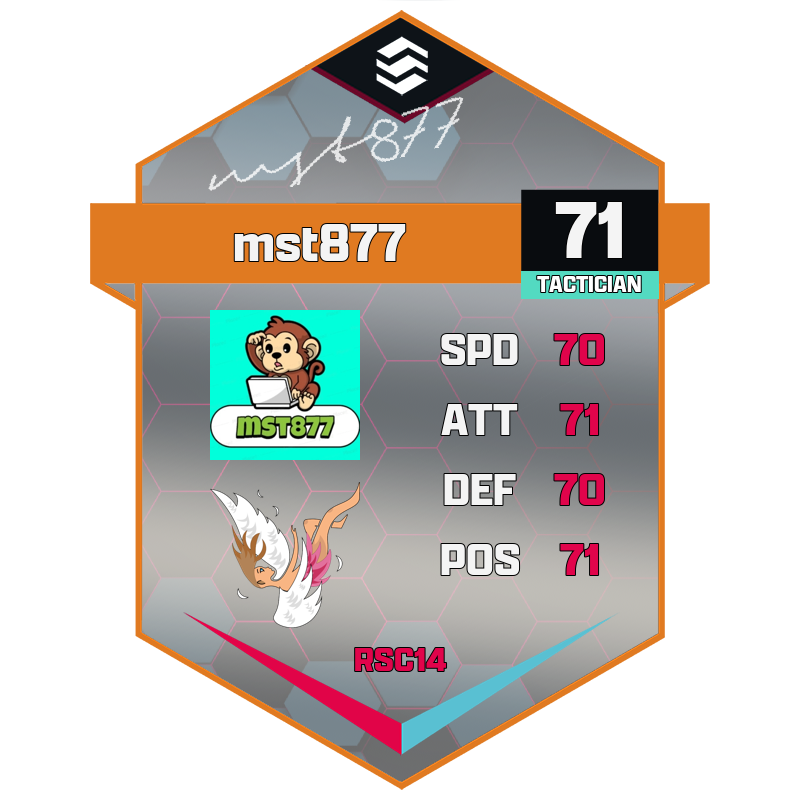 mst877
mst877
71
TACTICIAN
MST877
SPD 70
ATT 71
DEF 70
POS 71
RSC14